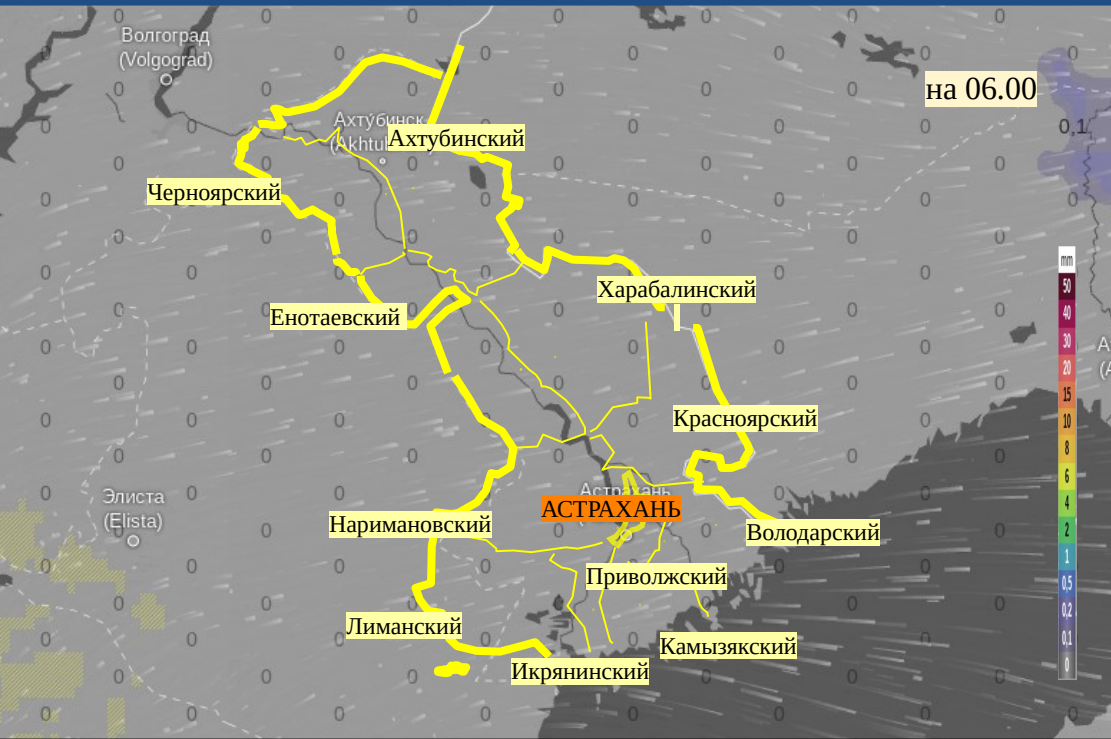 Волгоград
(Volgograd)
на 06.00
0,1
Ахтубинск
Ахтубинский
(Akhtu
Черноярский
mm
50
40
30
20
15
10
8
6
4
2
1
0,5
0,2
0,1
0
Харабалинский
Енотаевский
Красноярский
Элиста
(Elista)
Астрахань
АСТРАХАНЬ
Наримановский
Володарский
Приволжский
Лиманский
Камызякский
Икрянинский